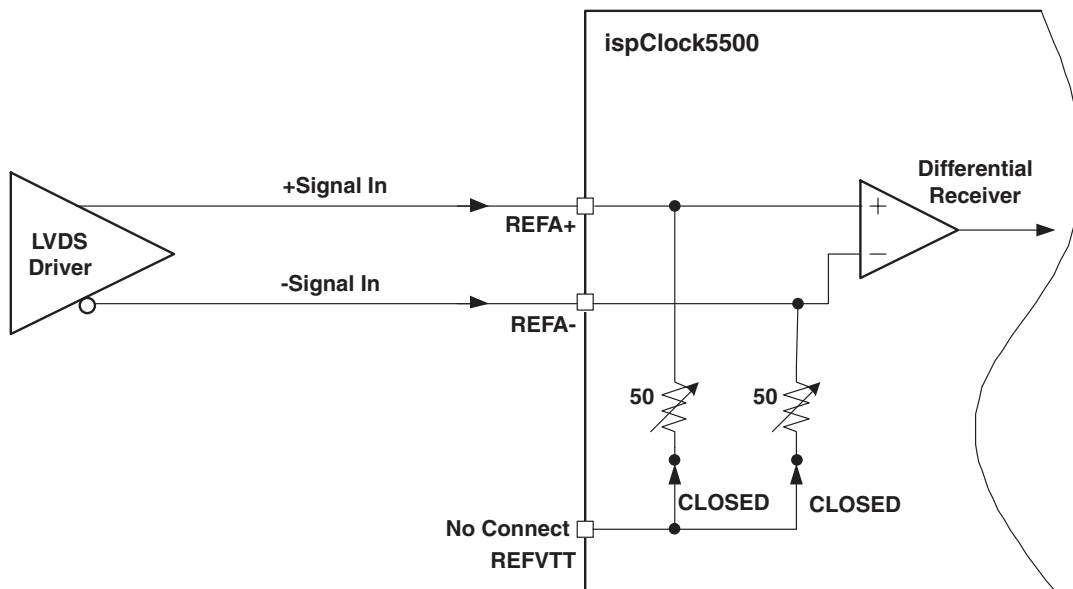 ispClock5500
+Signal In
REFA+
LVDS
Driver
-Signal In
REFA-
Differential
Receiver
+
−
50
50
CLOSED
CLOSED
No Connect
REFVTT